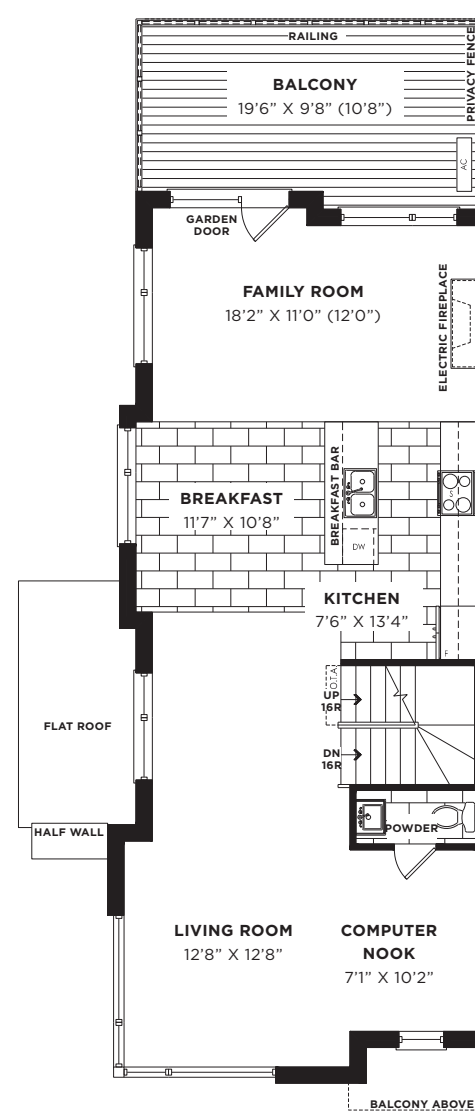 RAILING
PRIVACY FENCE
BALCONY
19'6” X 9'8” (10'8”)
AC
GARDEN
DOOR
FAMILY ROOM
18'2” X 11'0” (12'0”)
ELECTRIC FIREPLACE
BREAKFAST BAR
BREAKFAST
11'7” X 10'8”
S
DW
KITCHEN
7'6” X 13'4”
F
O.T.A
UP
16R
FLAT ROOF
DN
16R
HALF WALL
POWDER
LIVING ROOM
12'8” X 12'8”
COMPUTER
NOOK
7'1” X 10'2”
BALCONY ABOVE